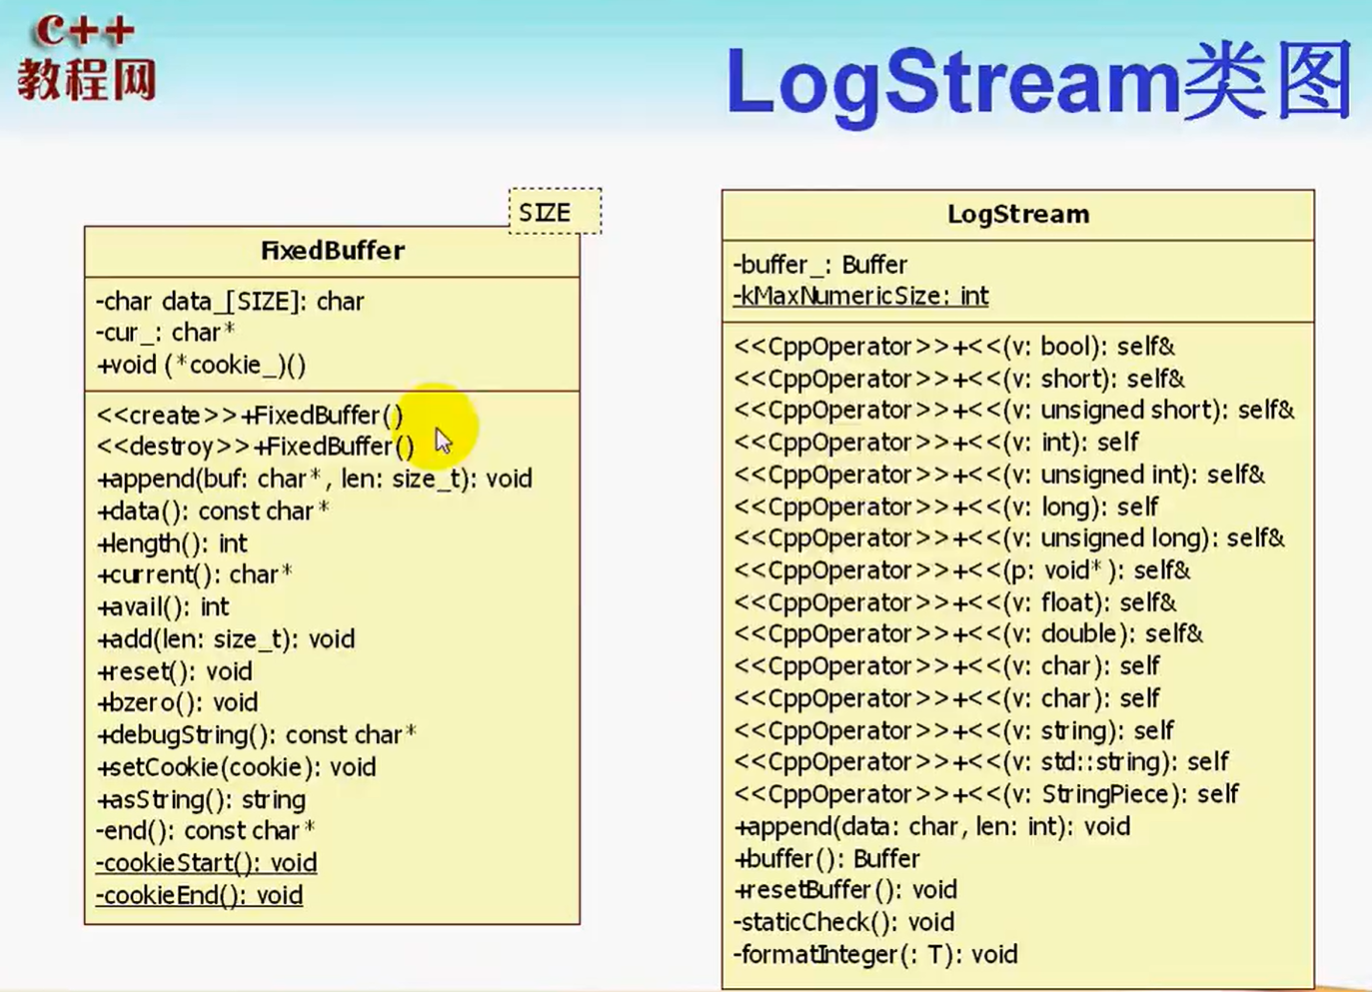 C++
教程网
LogStream类图
SIZE
FixedBuffer
-char data_[SIZE]: char
-cur_: char*
+void (*cookie_)()
<<create>>+FixedBuffer()
<<destroy>>+FixedBuffer()
+append(buf: char*, len: size_t): void
+data(): const char*
+length(): int
+current(): char*
+avail(): int
+add(len: size_t): void
+reset(): void
+bzero(): void
+debugString(): const char*
+setCookie(cookie): void
+asString(): string
-end(): const char*
-cookieStart(): void
-cookieEnd(): void
LogStream
-buffer_: Buffer
-kMaxNumericSize: int
<<CppOperator>>+<<(v: bool): self&
<<CppOperator>>+<<(v: short): self&
<<CppOperator>>+<<(v: unsigned short): self&
<<CppOperator>>+<<(v: int): self
<<CppOperator>>+<<(v: unsigned int): self&
<<CppOperator>>+<<(v: long): self
<<CppOperator>>+<<(v: unsigned long): self&
<<CppOperator>>+<<(p: void*): self&
<<CppOperator>>+<<(v: float): self&
<<CppOperator>>+<<(v: double): self&
<<CppOperator>>+<<(v: char): self
<<CppOperator>>+<<(v: char): self
<<CppOperator>>+<<(v: string): self
<<CppOperator>>+<<(v: std::string): self
<<CppOperator>>+<<(v: StringPiece): self
+append(data: char, len: int): void
+buffer(): Buffer
+resetBuffer(): void
-staticCheck(): void
-formatInteger(: T): void